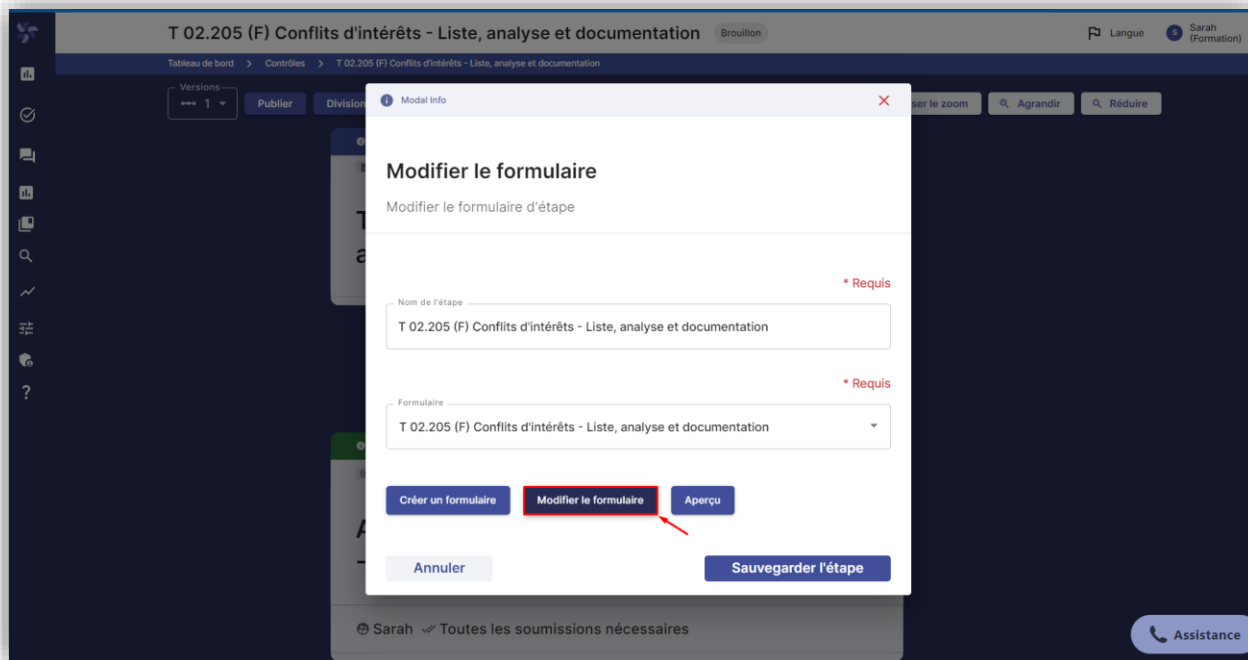 T 02.205 (F) Conflits d'intérêts - Liste, analyse et documentation Brouillon
Langue
S Sarah
(Formation)
Tableau de bord > Contrôles > T 02.205 (F) Conflits d'intérêts - Liste, analyse et documentation
Versions
1
Publier
Division
ser le zoom
Agrandir
Réduire
Modal Info
Modifier le formulaire
Modifier le formulaire d'étape
* Requis
Nom de l'étape
T 02.205 (F) Conflits d'intérêts - Liste, analyse et documentation
* Requis
Formulaire
T 02.205 (F) Conflits d'intérêts - Liste, analyse et documentation
Créer un formulaire Modifier le formulaire Aperçu
Annuler Sauvegarder l'étape
Sarah Toutes les soumissions nécessaires
Assistance